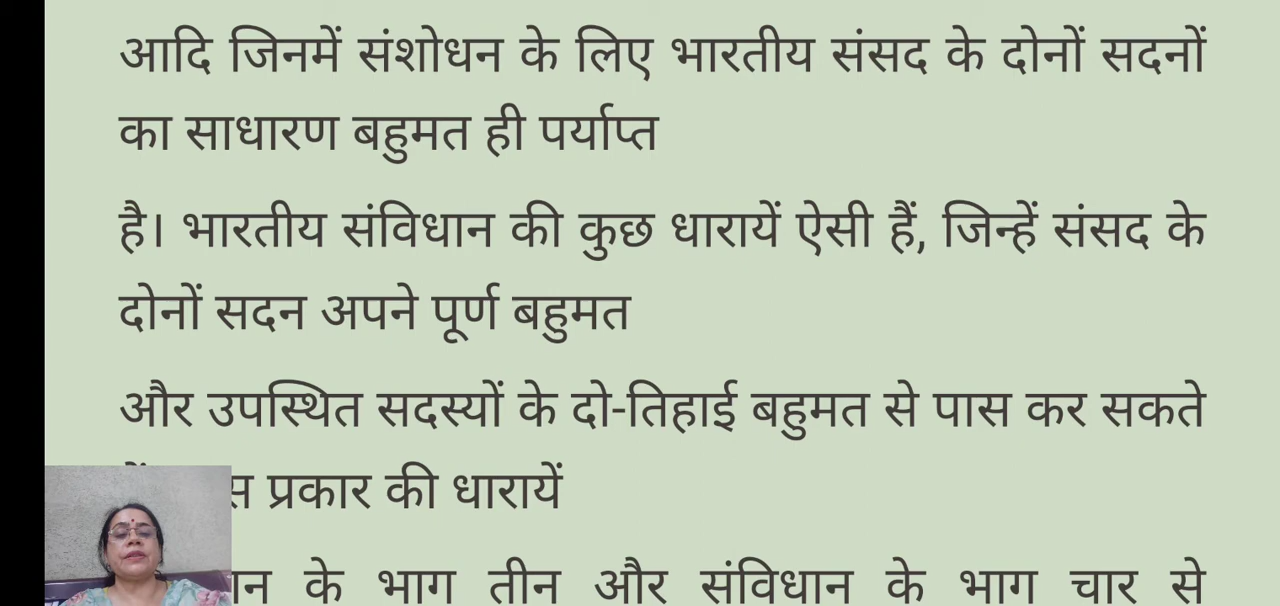 आदि जिनमें संशोधन के लिए भारतीय संसद के दोनों सदनों
का साधारण बहुमत ही पर्याप्त
है। भारतीय संविधान की कुछ धारायें ऐसी हैं, जिन्हें संसद के
दोनों सदन अपने पूर्ण बहुमत
और उपस्थित सदस्यों के दो-तिहाई बहुमत से पास कर सकते
प्रकार की धारायें
के भाग तीन और संविधान के भाग चार से